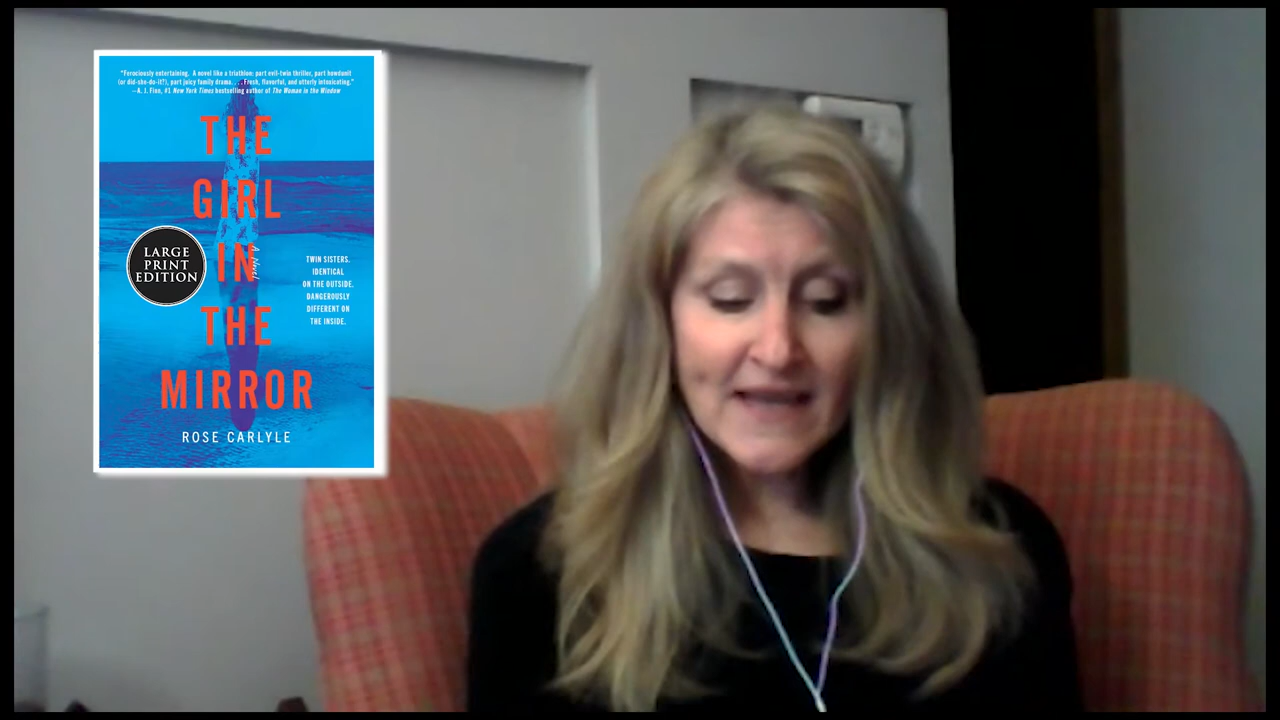 "Ferociously entertaining. A novel like a triathlon: part evil-twin thriller, part howdunit
(or did-she-do-it?), part juicy family drama. . . . Fresh, flavorful, and utterly intoxicating."
—A. J. Finn, #1 New York Times bestselling author of The Woman in the Window
THE
GIRL
IN
THE
MIRROR
A Novel
LARGE
PRINT
EDITION
TWIN SISTERS.
IDENTICAL
ON THE OUTSIDE.
DANGEROUSLY
DIFFERENT ON
THE INSIDE.
ROSE CARLYLE